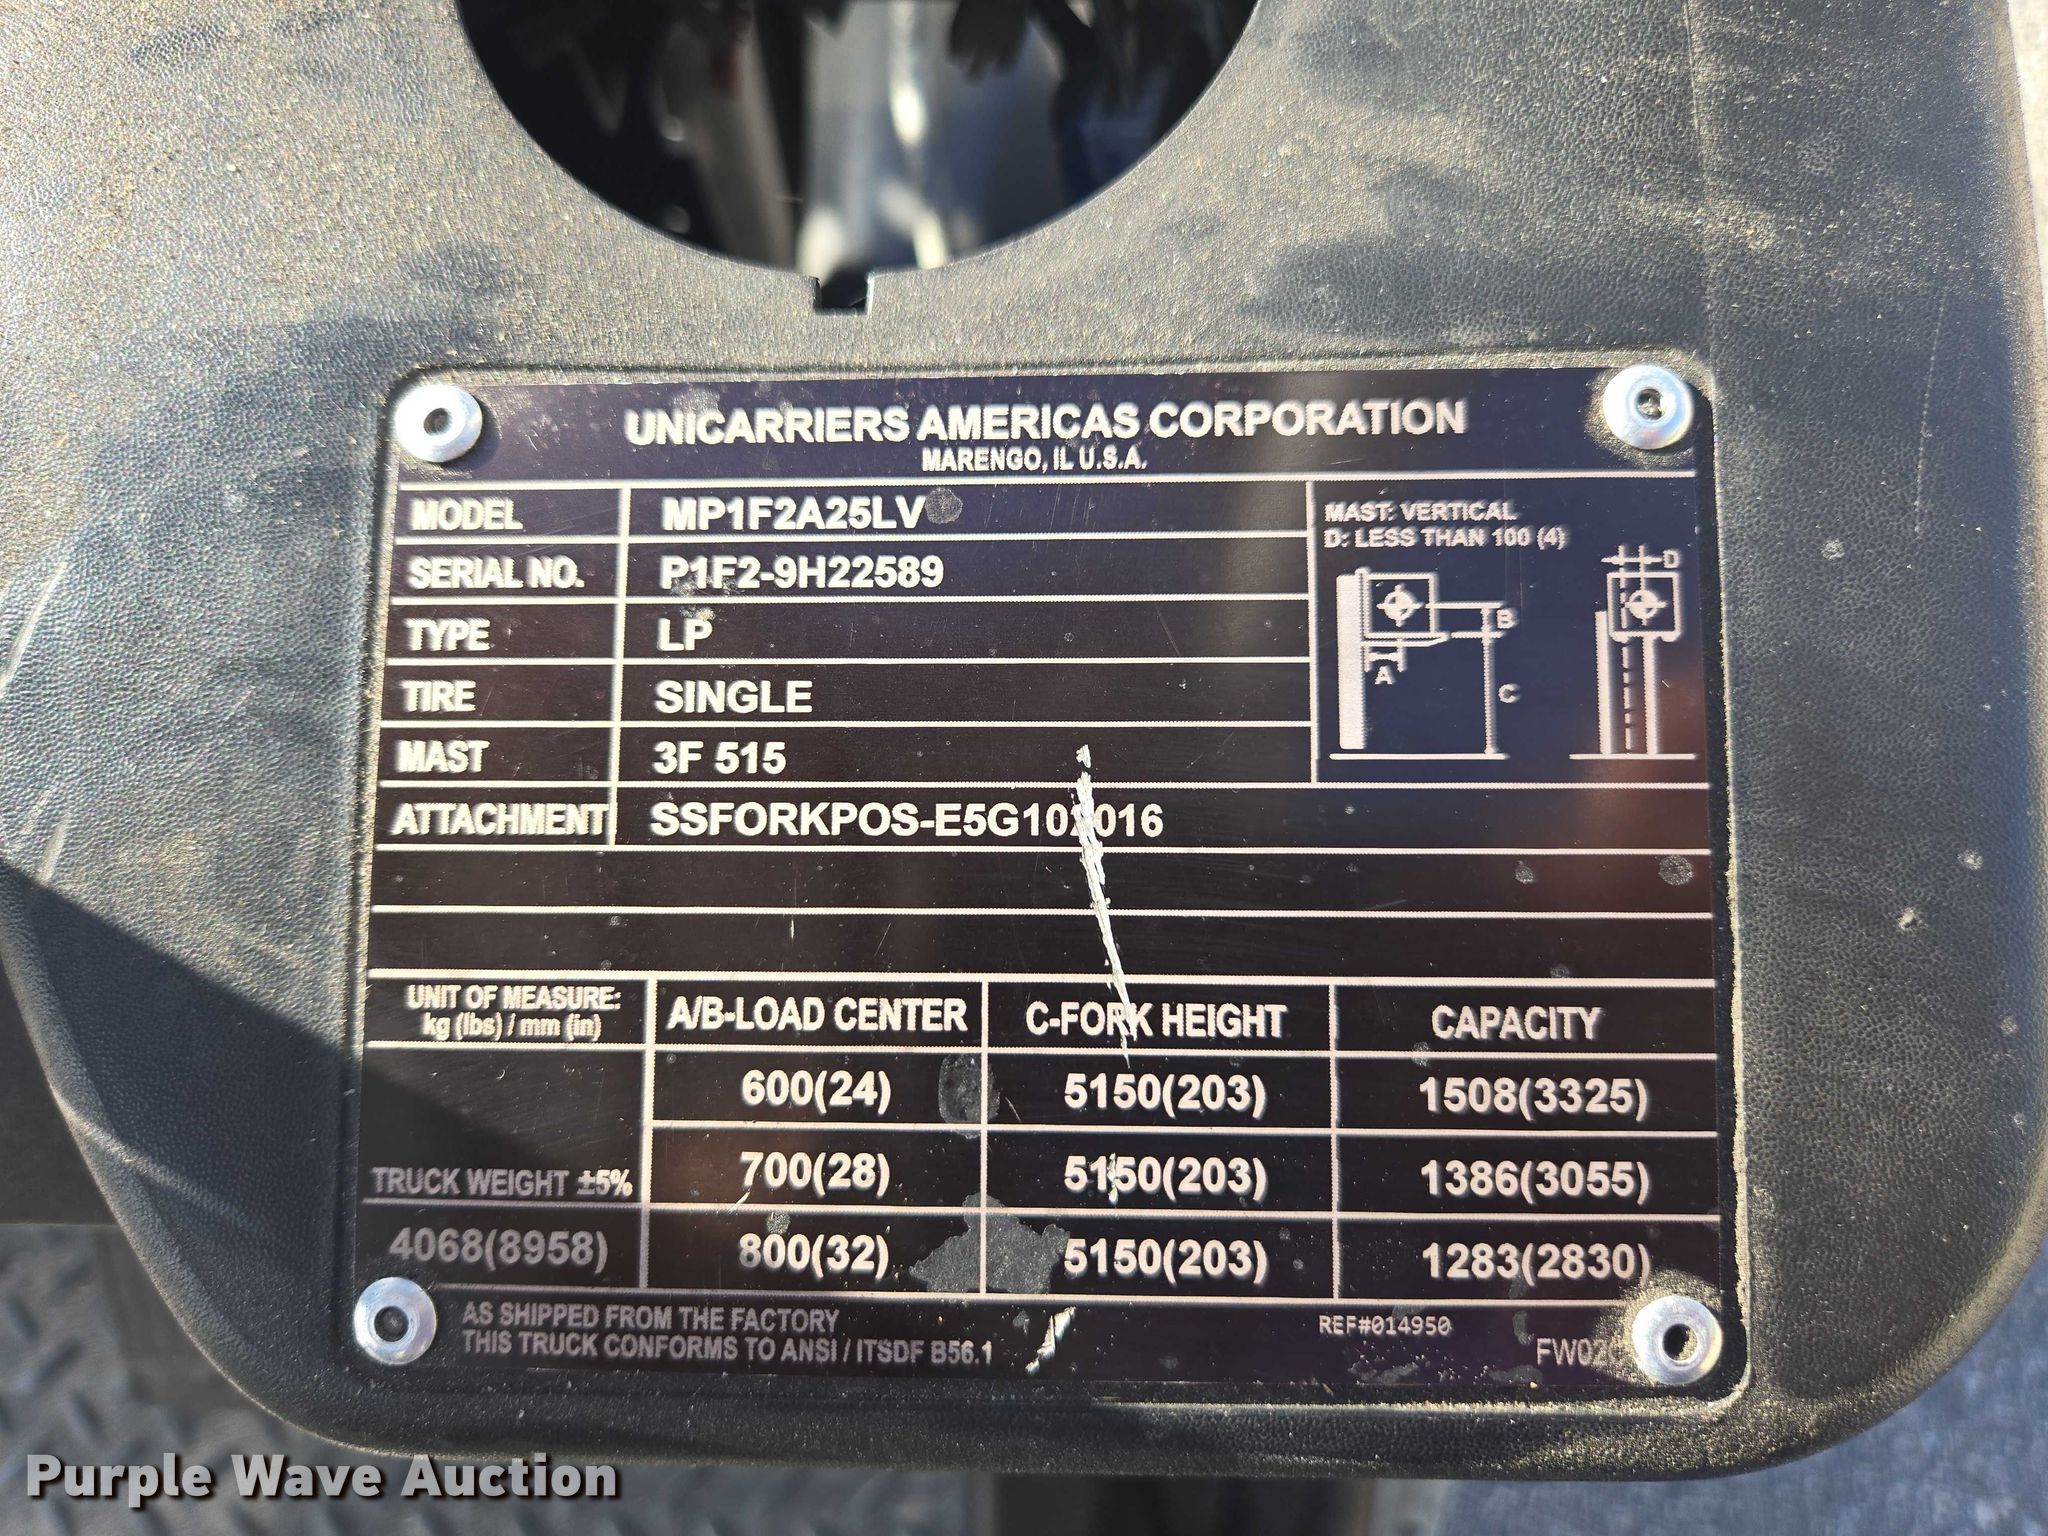 UNICARRIERS AMERICAS CORPORATION
MARENGO, IL U.S.A.
MODEL MP1F2A25LV
SERIAL NO. P1F2-9H22589
TYPE LP
TIRE SINGLE
MAST 3F 515
ATTACHMENT
MAST: VERTICAL
D: LESS THAN 100 (4)
D
B
A
C
UNIT OF MEASURE: kg (lbs) / mm (in) A/B-LOAD CENTER C-FORK HEIGHT CAPACITY
600(24) 5150(203) 1508(3325)
TRUCK WEIGHT ±5% 700(28) 5150(203) 1386(3055)
4068(8958) 800(32) 5150(203) 1283(2830)
AS SHIPPED FROM THE FACTORY
THIS TRUCK CONFORMS TO ANSI / ITSDF B56.1
REF#014950
Purple Wave Auction